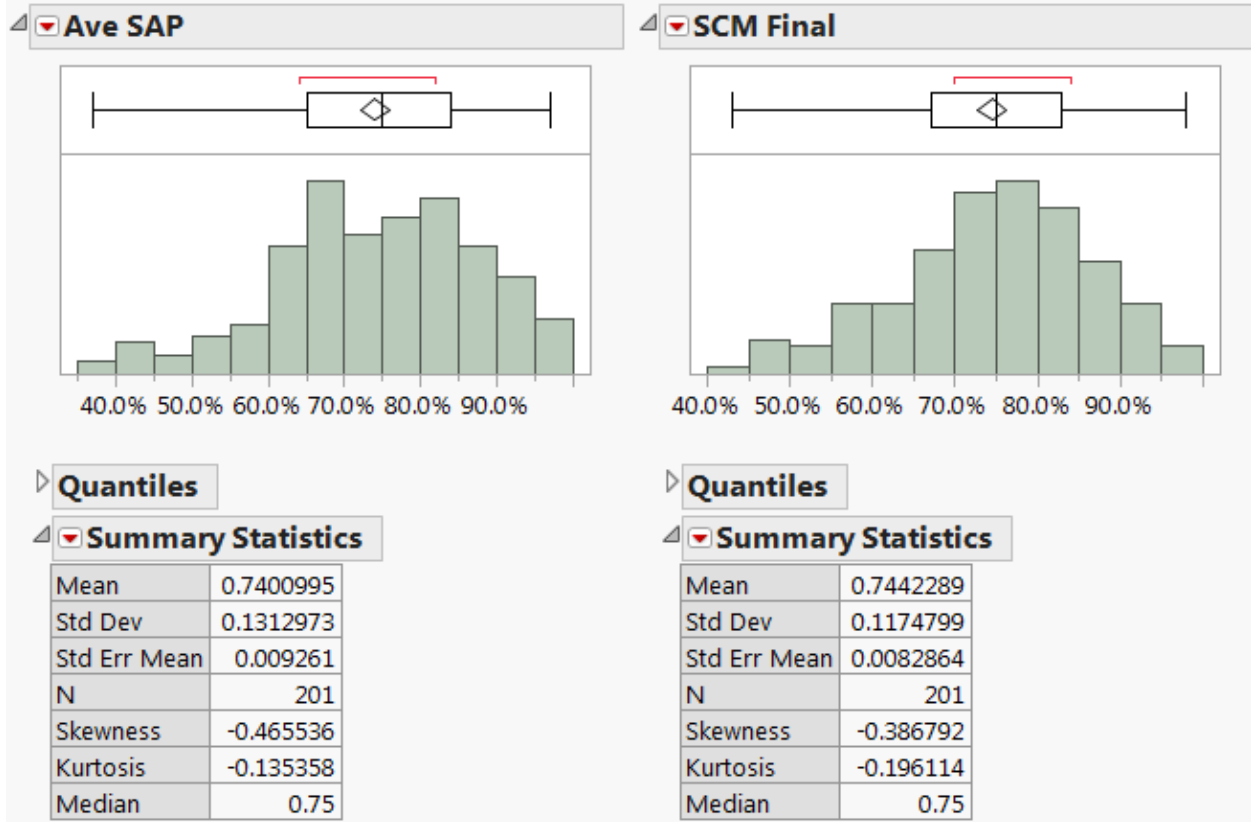 Ave SAP
40.0% 50.0% 60.0% 70.0% 80.0% 90.0%
Quantiles
Summary Statistics
Mean 0.7400995
Std Dev 0.1312973
Std Err Mean 0.009261
N 201
Skewness -0.465536
Kurtosis -0.135358
Median 0.75
SCM Final
40.0% 50.0% 60.0% 70.0% 80.0% 90.0%
Quantiles
Summary Statistics
Mean 0.7442289
Std Dev 0.1174799
Std Err Mean 0.0082864
N 201
Skewness -0.386792
Kurtosis -0.196114
Median 0.75